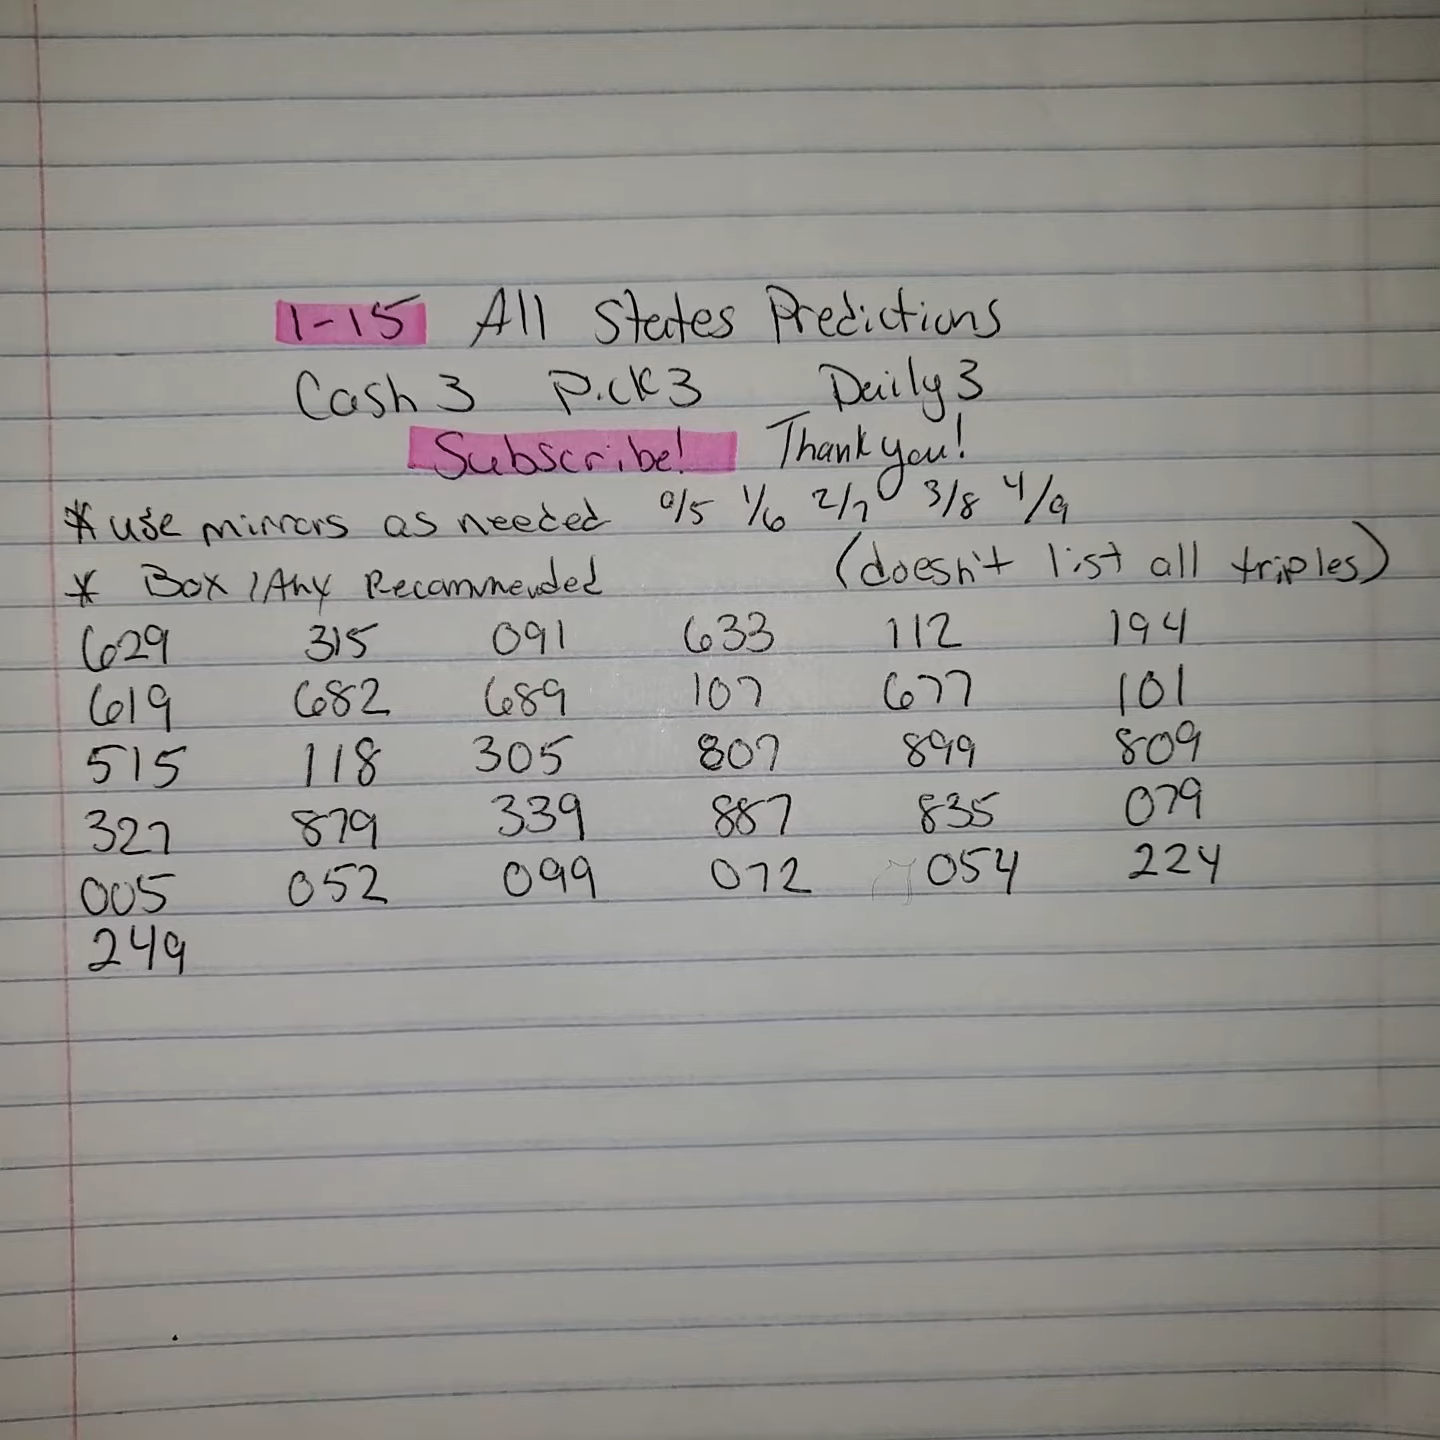 1-15 All States Predictions
Cash 3 Pick 3 Daily 3
Subscribe! Thank you!
* use mirrors as needed 0/5 1/6 2/7 3/8 4/9
* Box / Any Recommended (doesn't list all triples)
629 315 091 633 112 194
619 682 689 107 677 101
515 118 305 807 899 809
327 879 339 887 835 079
005 052 099 072 054 224
249